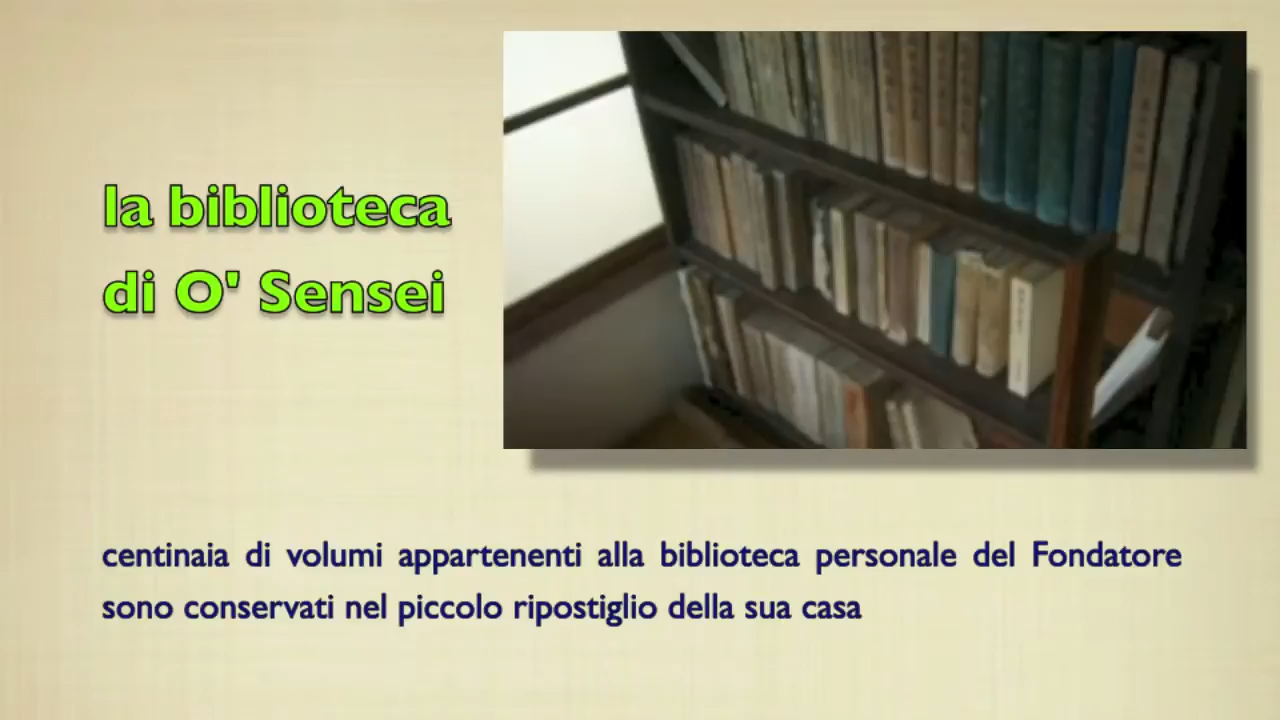 la biblioteca
di O' Sensei
centinaia di volumi appartenenti alla biblioteca personale del Fondatore
sono conservati nel piccolo ripostiglio della sua casa